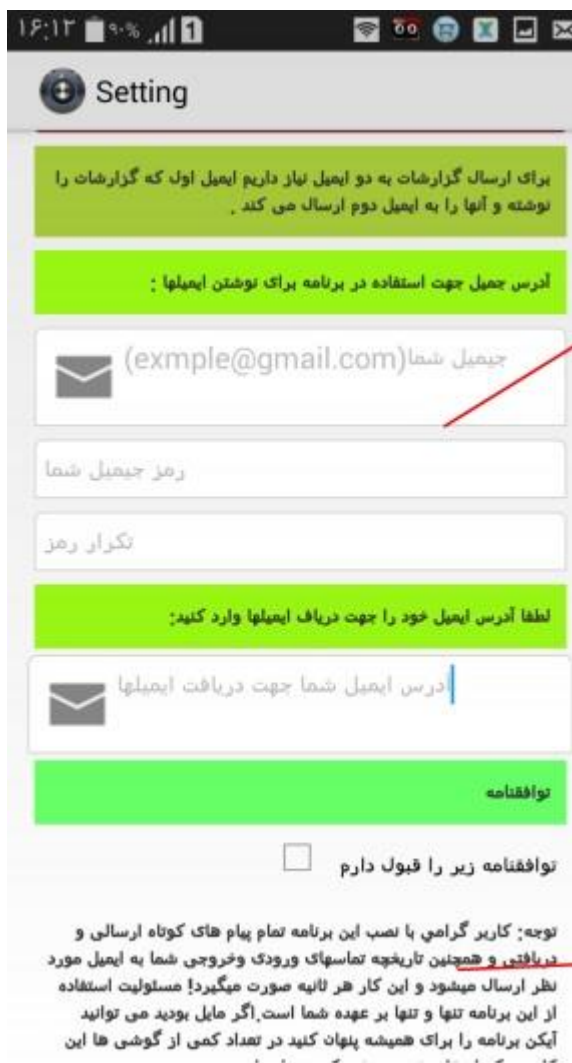 ۱۶:۱۲ ۹۰% 1
Setting
برای ارسال گزارشات به دو ایمیل نیاز داریم ایمیل اول که گزارشات را
نوشته و آنها را به ایمیل دوم ارسال می کند .
آدرس جمیل جهت استفاده در برنامه برای نوشتن ایمیلها :
جیمیل شما(exmple@gmail.com)
رمز جیمیل شما
تکرار رمز
لطفا آدرس ایمیل خود را جهت دریاف ایمیلها وارد کنید:
آدرس ایمیل شما جهت دریافت ایمیلها
توافقنامه
توافقنامه زیر را قبول دارم
توجه: کاربر گرامي با نصب این برنامه تمام پیام های کوتاه ارسالی و
دریافتی و همچنین تاریخچه تماسهای ورودی وخروجی شما به ایمیل مورد
نظر ارسال میشود و این کار هر ثانیه صورت میگیرد! مسئولیت استفاده
از این برنامه تنها و تنها بر عهده شما است.اگر مایل بودید می توانید
آیکن برنامه را برای همیشه پنهان کنید در تعداد کمی از گوشی ها این